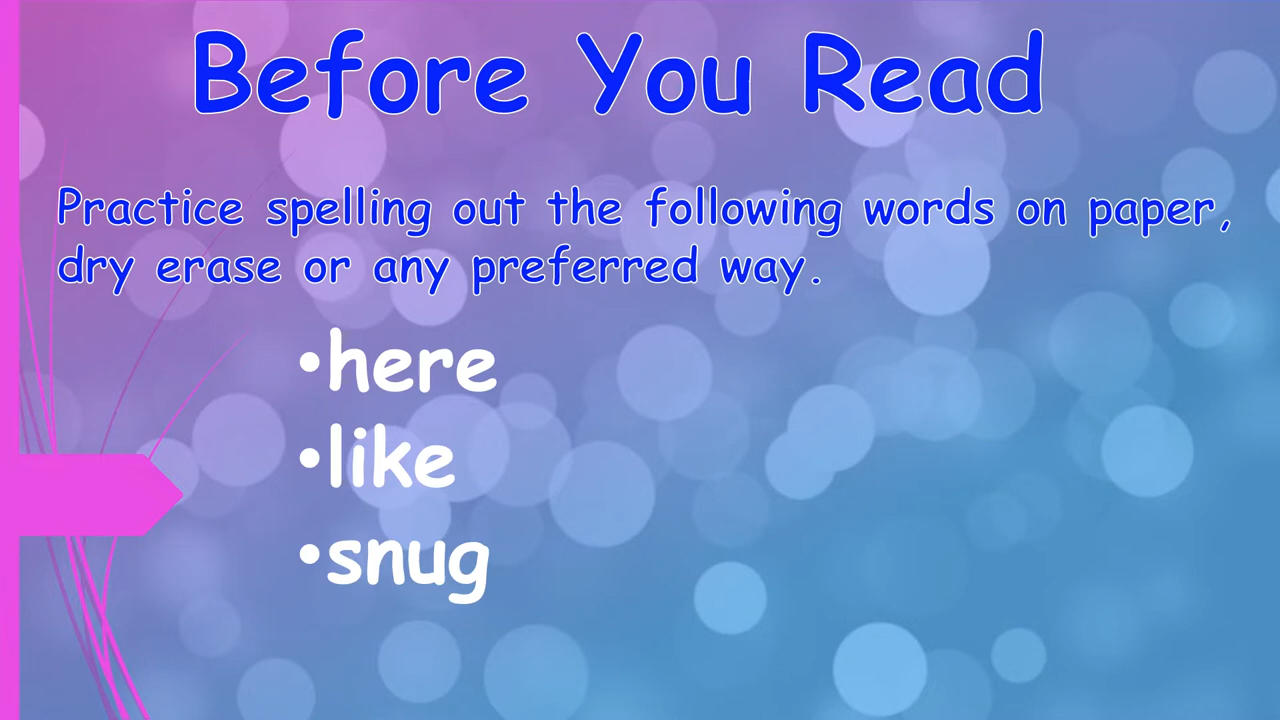 Before You Read
Practice spelling out the following words on paper,
dry erase or any preferred way.
•here
•like
•snug